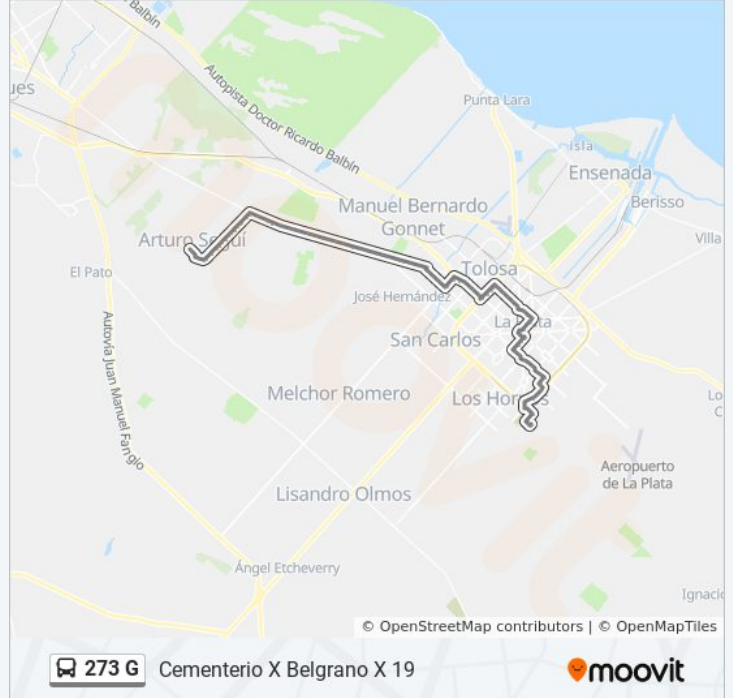 Balbín
ues
Autopista Doctor Ricardo Balbín
Punta Lara
Isla
Ensenada
Manuel Bernardo
Gonnet
Berisso
Arturo Seguí
Villa
El Pato
Tolosa
José Hernández
La Plata
San Carlos
Autovía Juan Manuel Fangio
Melchor Romero
Los Hornos
Lo
C
Aeropuerto
de La Plata
Lisandro Olmos
Ángel Etcheverry
Ignacio
© OpenStreetMap contributors | © OpenMapTiles
273 G Cementerio X Belgrano X 19
moovit